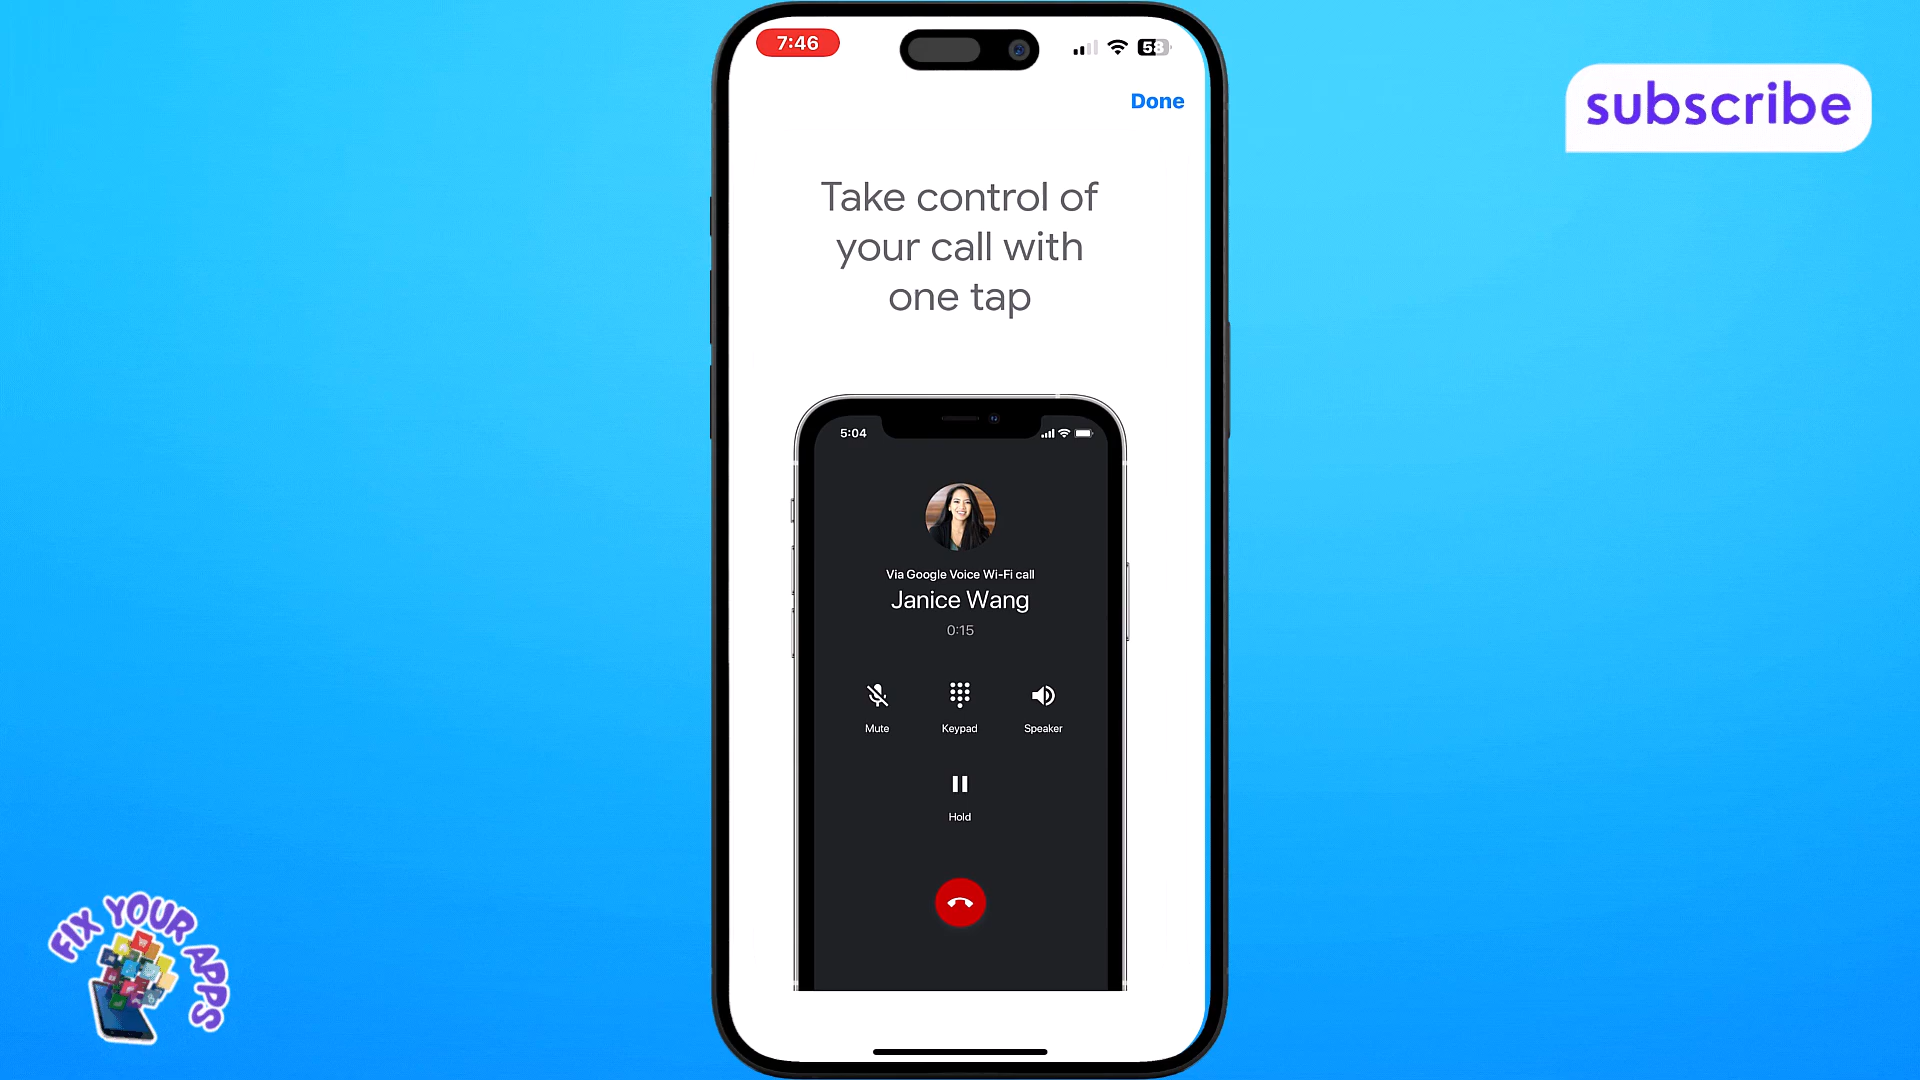 7:46
58
Done
subscribe
Take control of
your call with
one tap
5:04
Via Google Voice Wi-Fi call
Janice Wang
0:15
Mute
Keypad
Speaker
Hold
FIX YOUR APPS